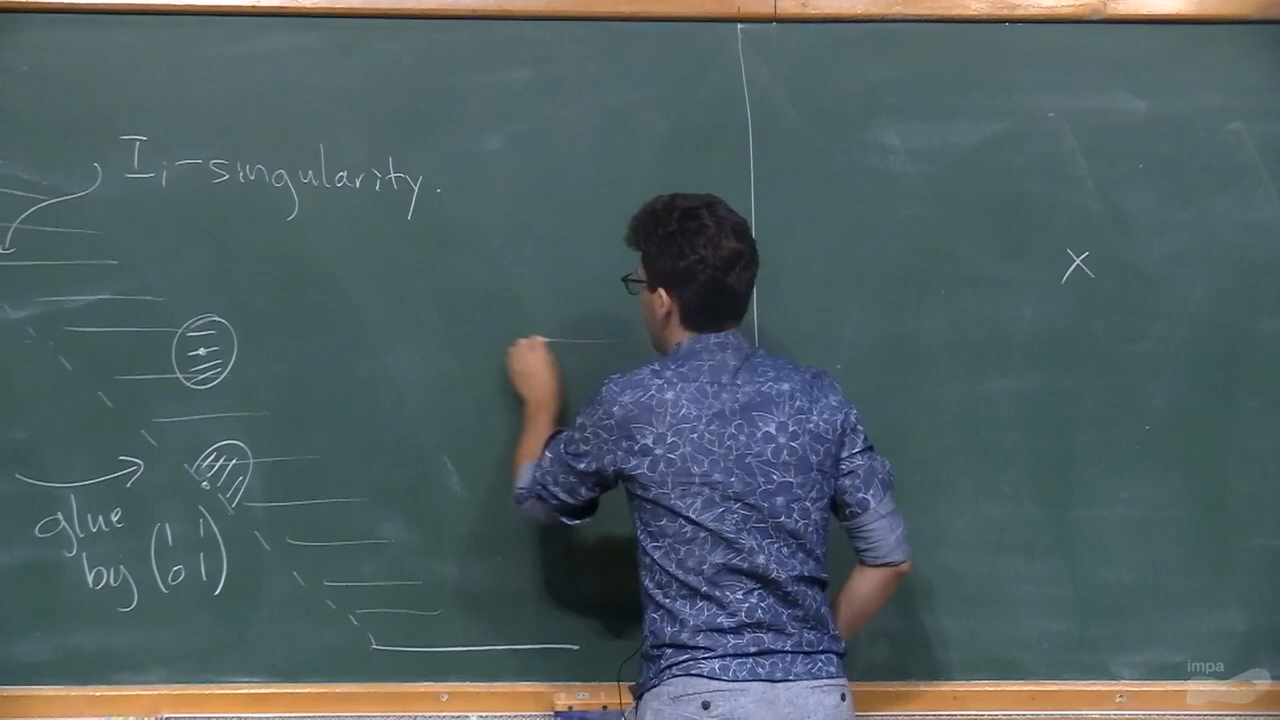 I₁-singularity.
glue
by (1 1
0 1)
×
impa